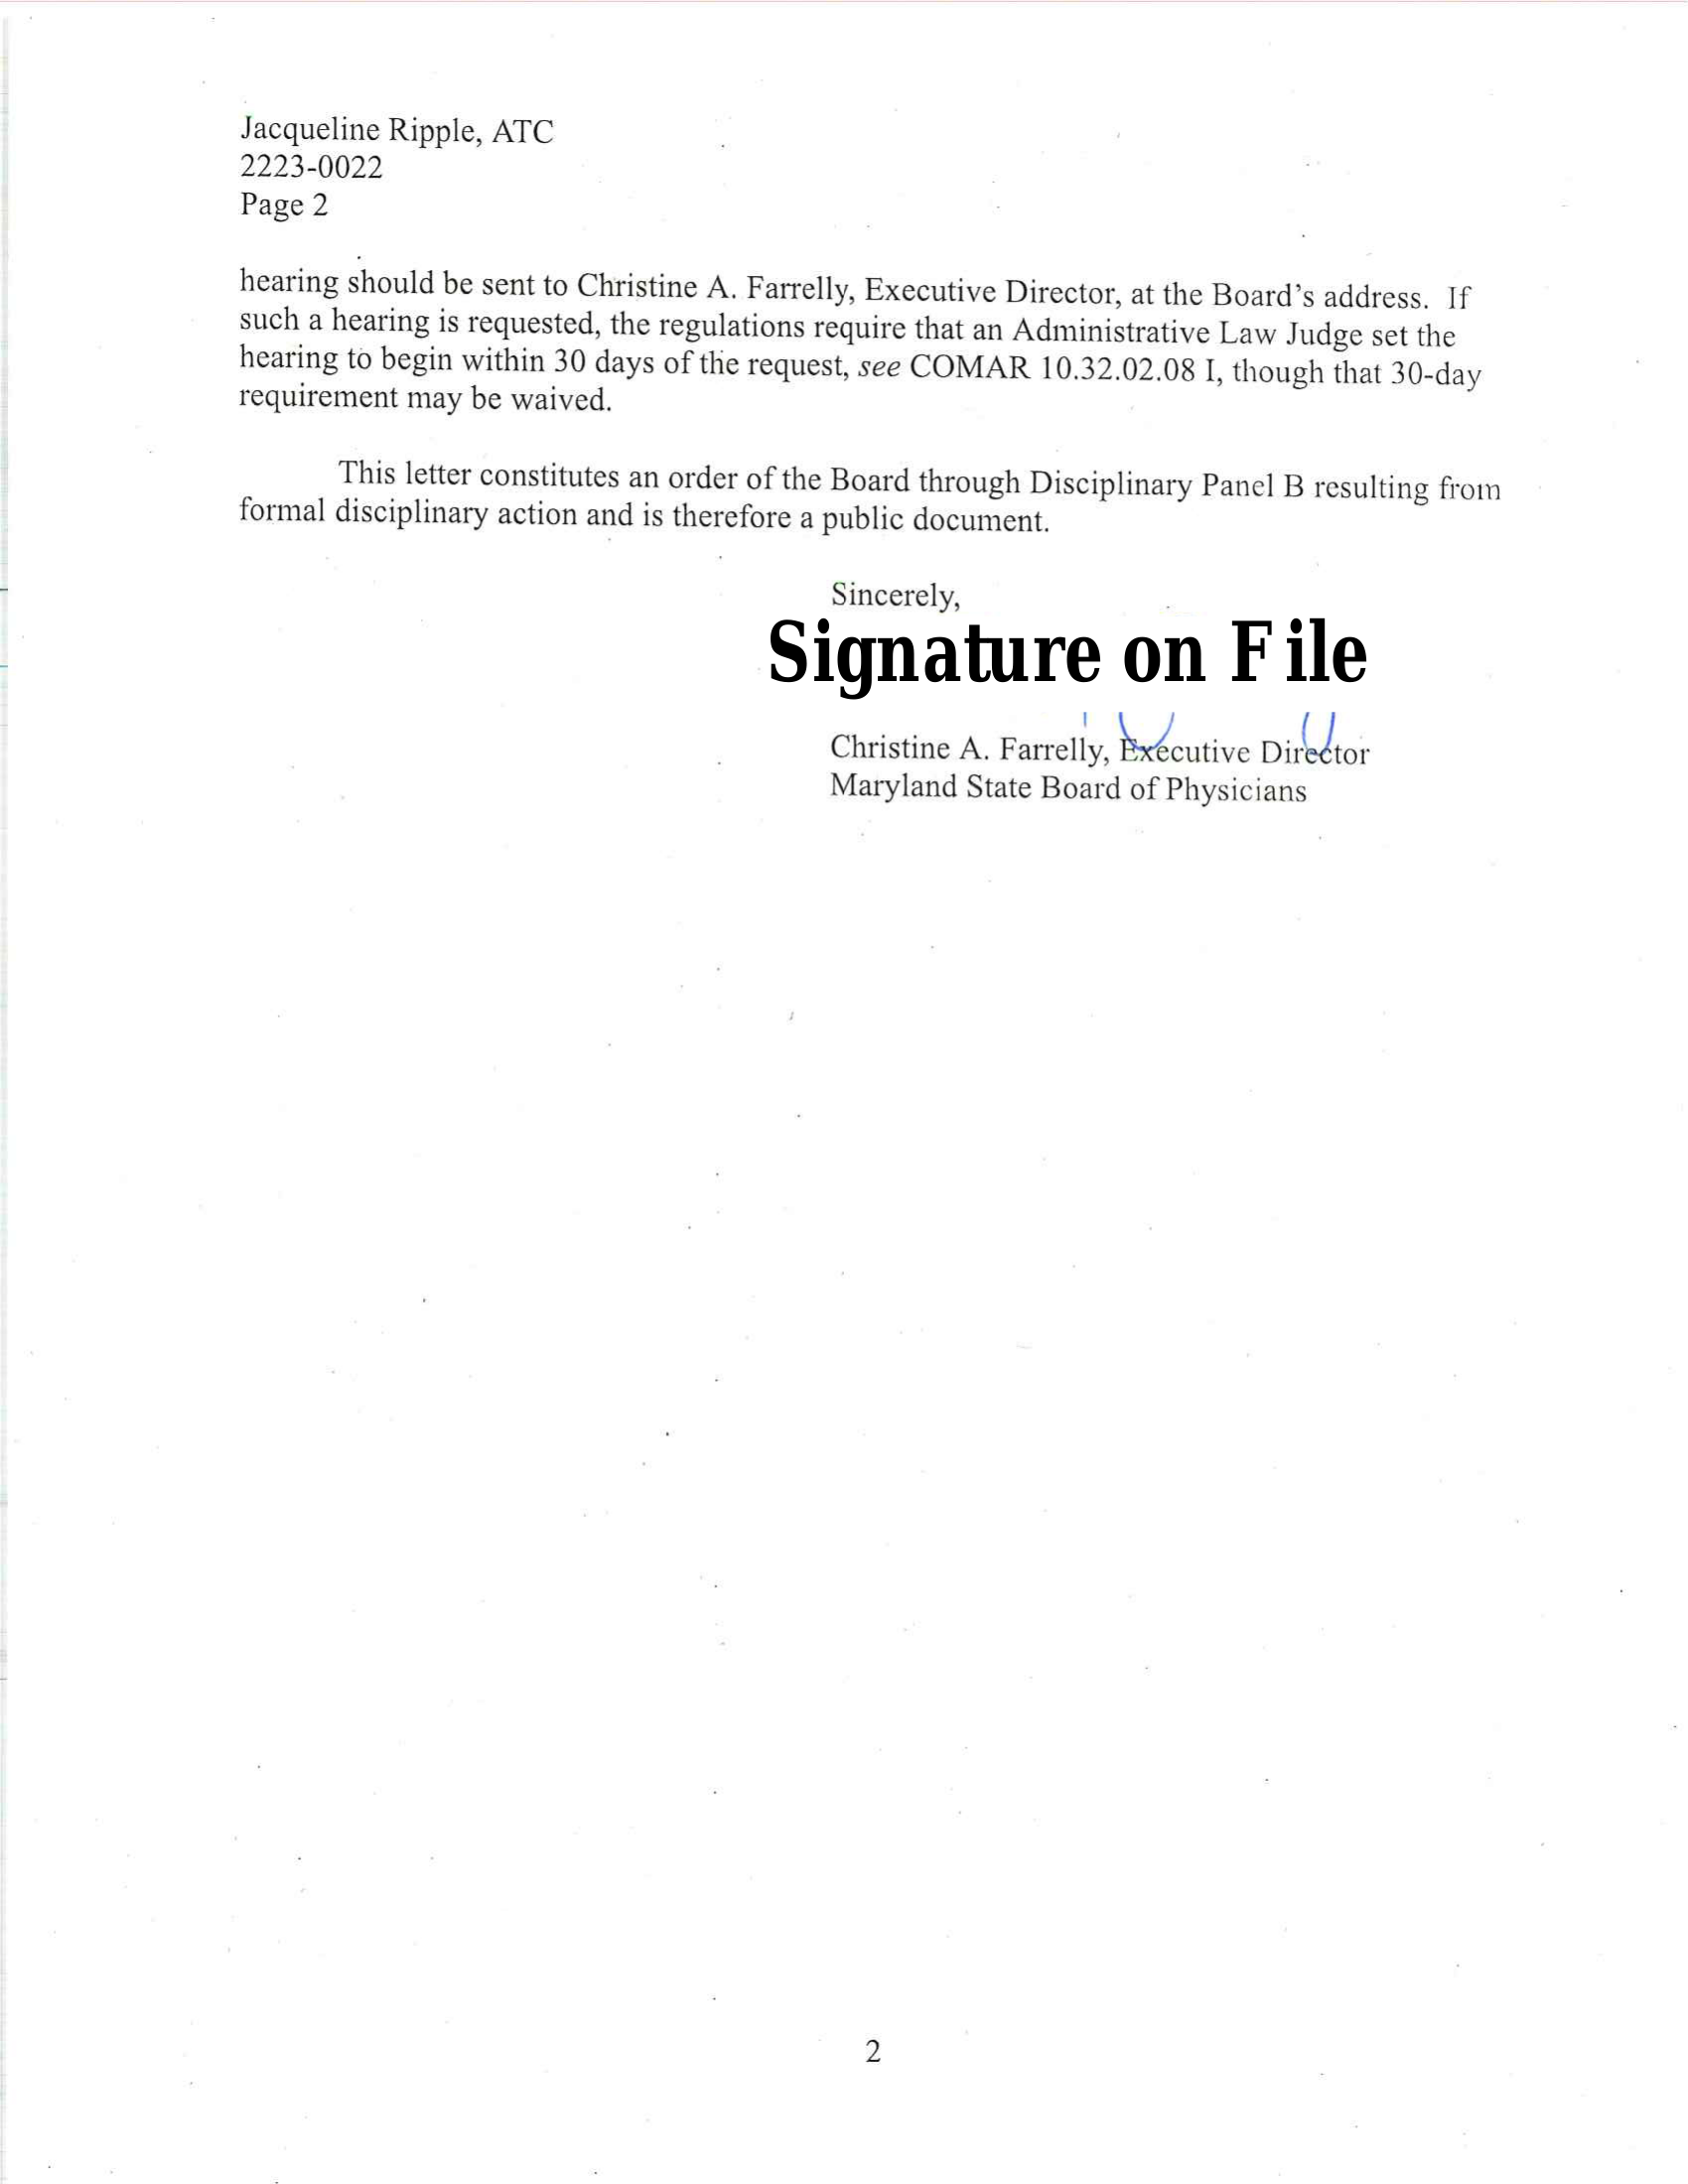 Jacqueline Ripple, ATC
2223-0022
Page 2
hearing should be sent to Christine A. Farrelly, Executive Director, at the Board's address. If
such a hearing is requested, the regulations require that an Administrative Law Judge set the
hearing to begin within 30 days of the request, see COMAR 10.32.02.08 I, though that 30-day
requirement may be waived.
This letter constitutes an order of the Board through Disciplinary Panel B resulting from
formal disciplinary action and is therefore a public document.
Sincerely,
Signature on File
Christine A. Farrelly, Executive Director
Maryland State Board of Physicians
2